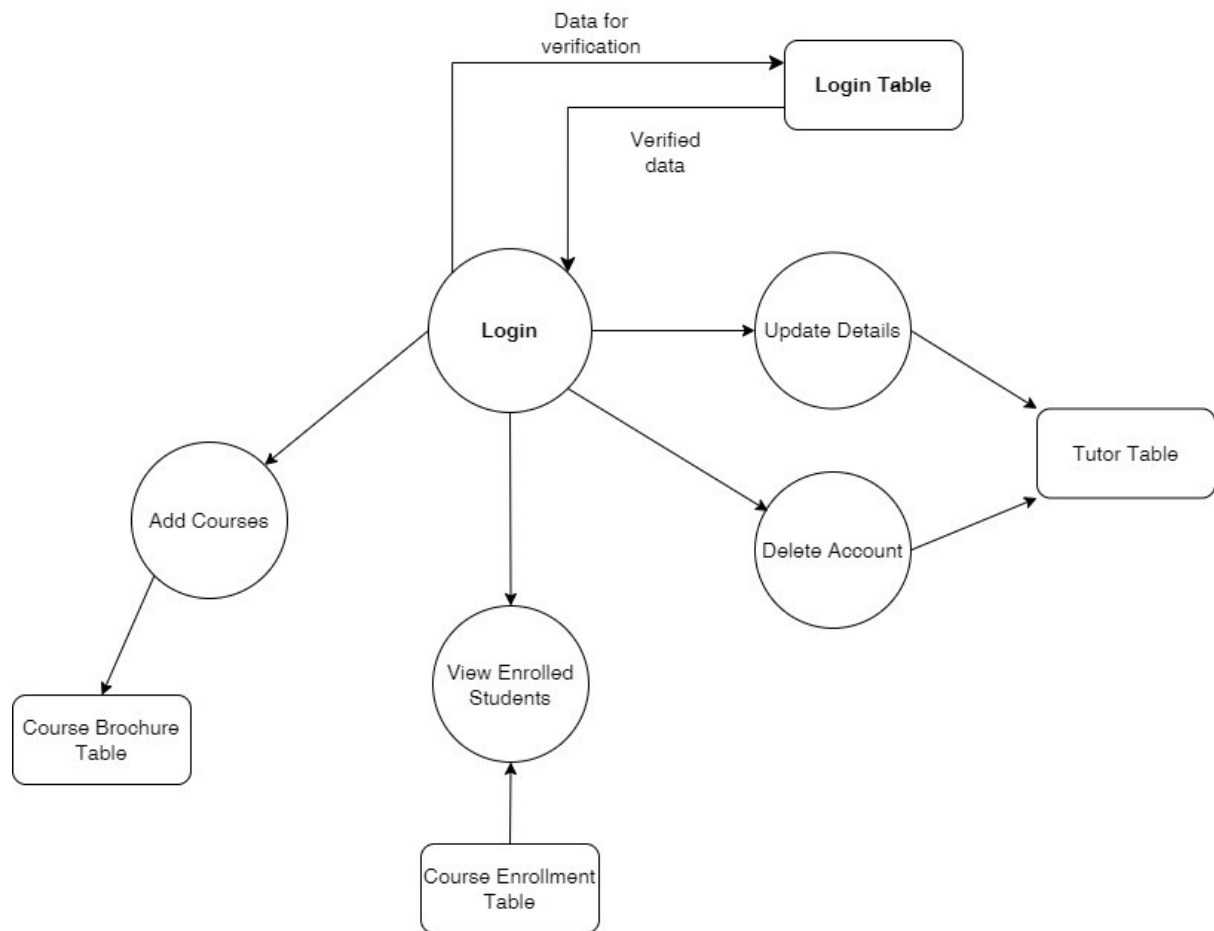 Data for
verification
Login Table
Verified
data
Login
Update Details
Tutor Table
Add Courses
Delete Account
View Enrolled
Students
Course Brochure
Table
Course Enrollment
Table